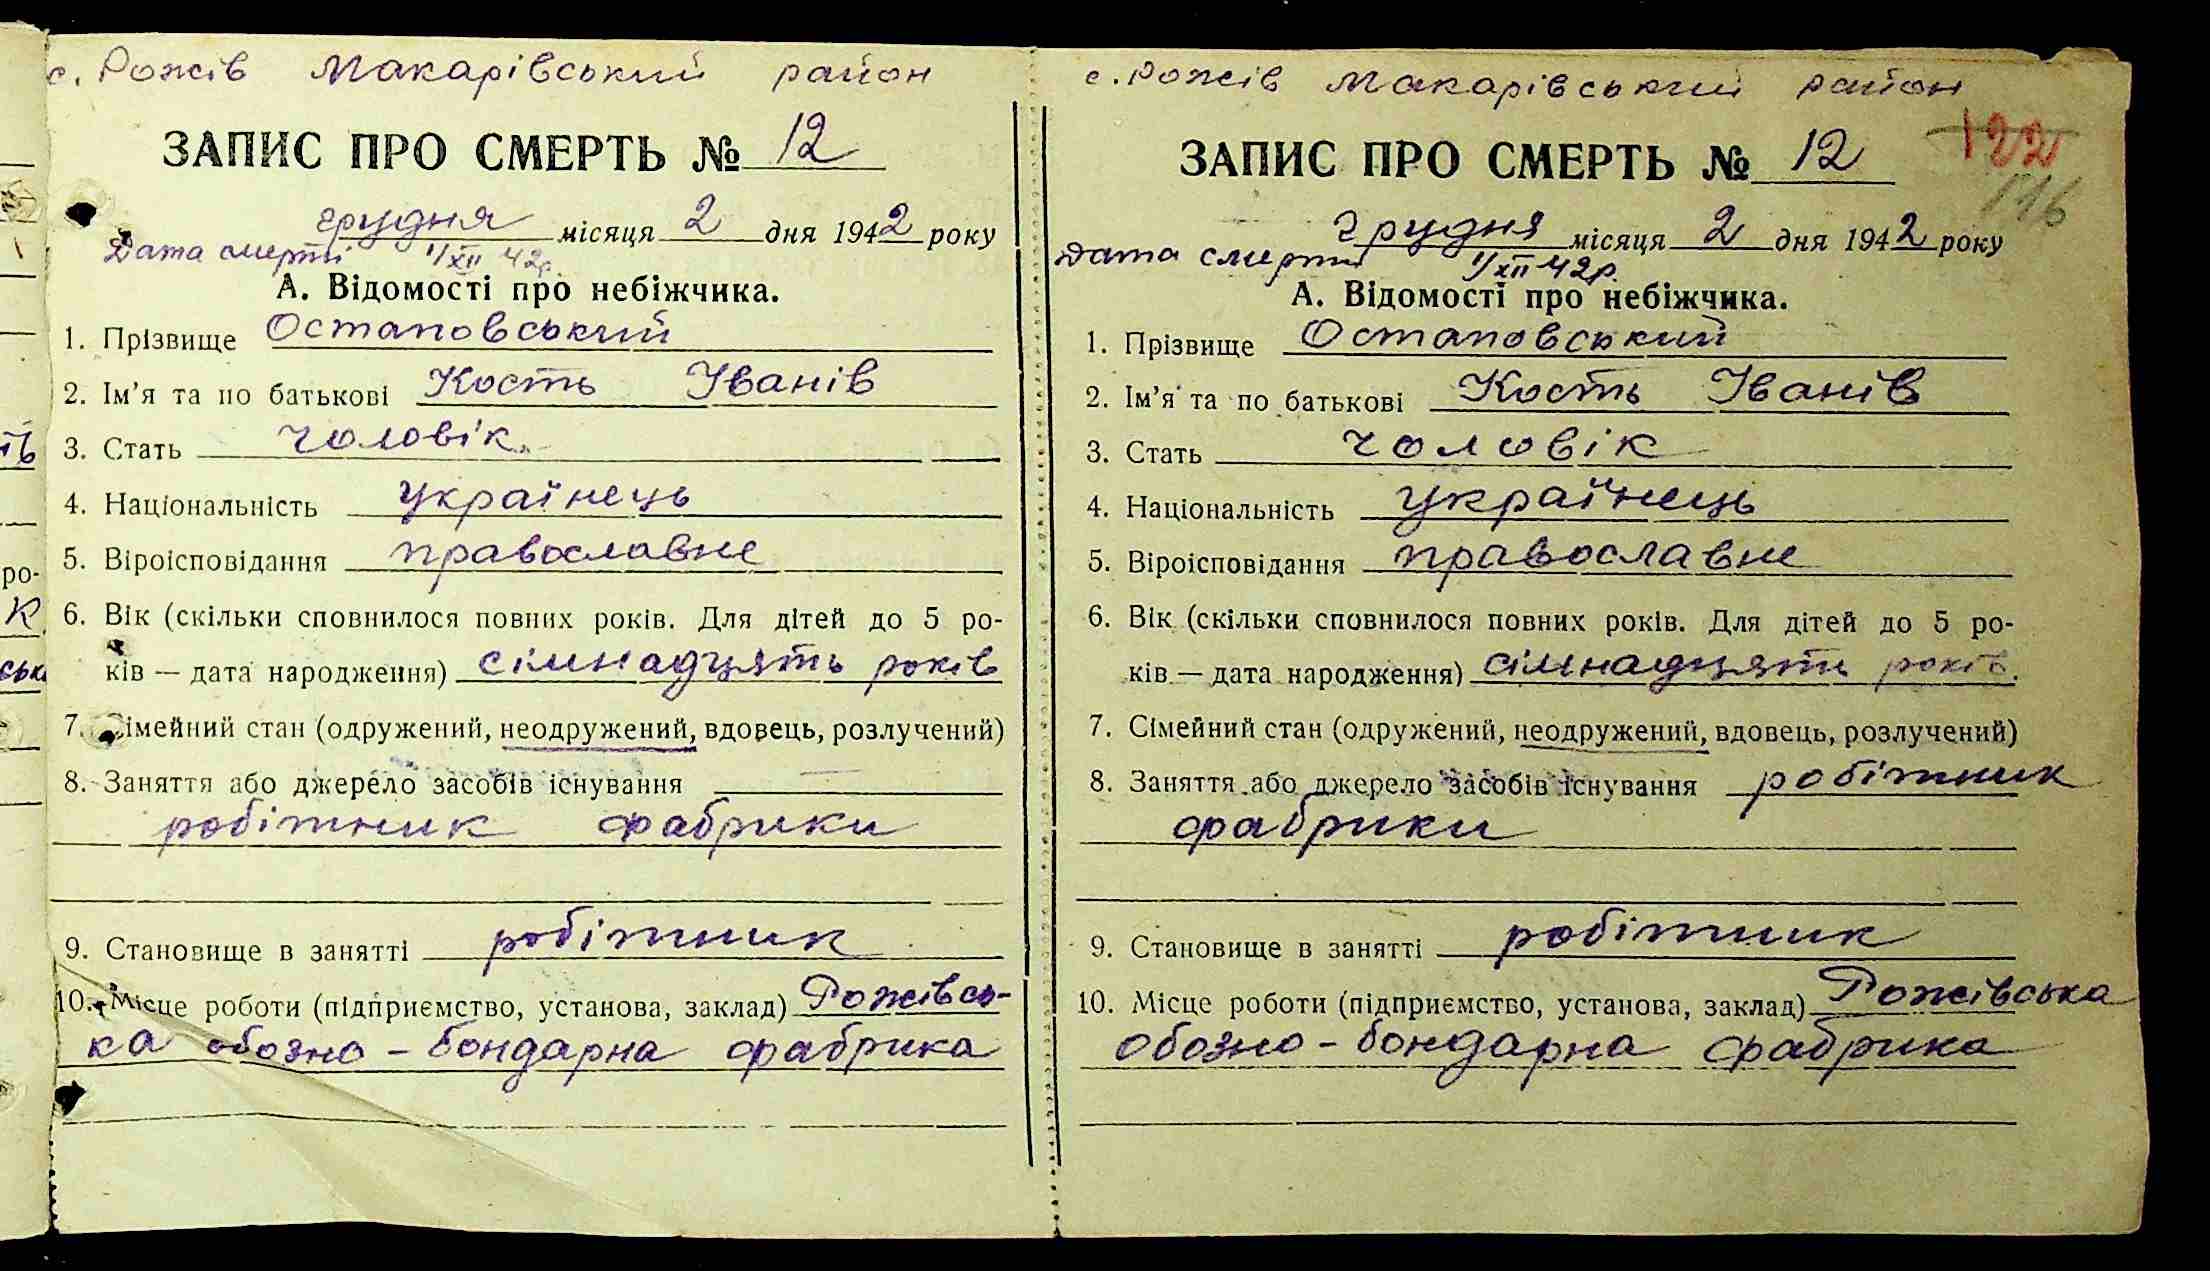 с. Рожів Макарівський район
ЗАПИС ПРО СМЕРТЬ № 12
грудня місяця 2 дня 1942 року
Дата смерти 1/XII 42р.
А. Відомості про небіжчика.
1. Прізвище Остаповський
2. Ім'я та по батькові Кость Іванів
3. Стать чоловік
4. Національність українець
5. Віроісповідання православне
6. Вік (скільки сповнилося повних років. Для дітей до 5 ро-
ків — дата народження) сімнадцять років
7. Сімейний стан (одружений, неодружений, вдовець, розлучений)
8. Заняття або джерело засобів існування
робітник фабрики
9. Становище в занятті робітник
10. Місце роботи (підприємство, установа, заклад) Рожівсь-
ка обозно-бондарна фабрика
с. Рожів Макарівський район
122
ЗАПИС ПРО СМЕРТЬ № 12
116
грудня місяця 2 дня 1942 року
Дата смерти 1/XII 42р.
А. Відомості про небіжчика.
1. Прізвище Остаповський
2. Ім'я та по батькові Кость Іванів
3. Стать чоловік
4. Національність українець
5. Віроісповідання православне
6. Вік (скільки сповнилося повних років. Для дітей до 5 ро-
ків — дата народження) сімнадцять років
7. Сімейний стан (одружений, неодружений, вдовець, розлучений)
8. Заняття або джерело засобів існування робітник
фабрики
9. Становище в занятті робітник
10. Місце роботи (підприємство, установа, заклад) Рожівська
обозно-бондарна фабрика